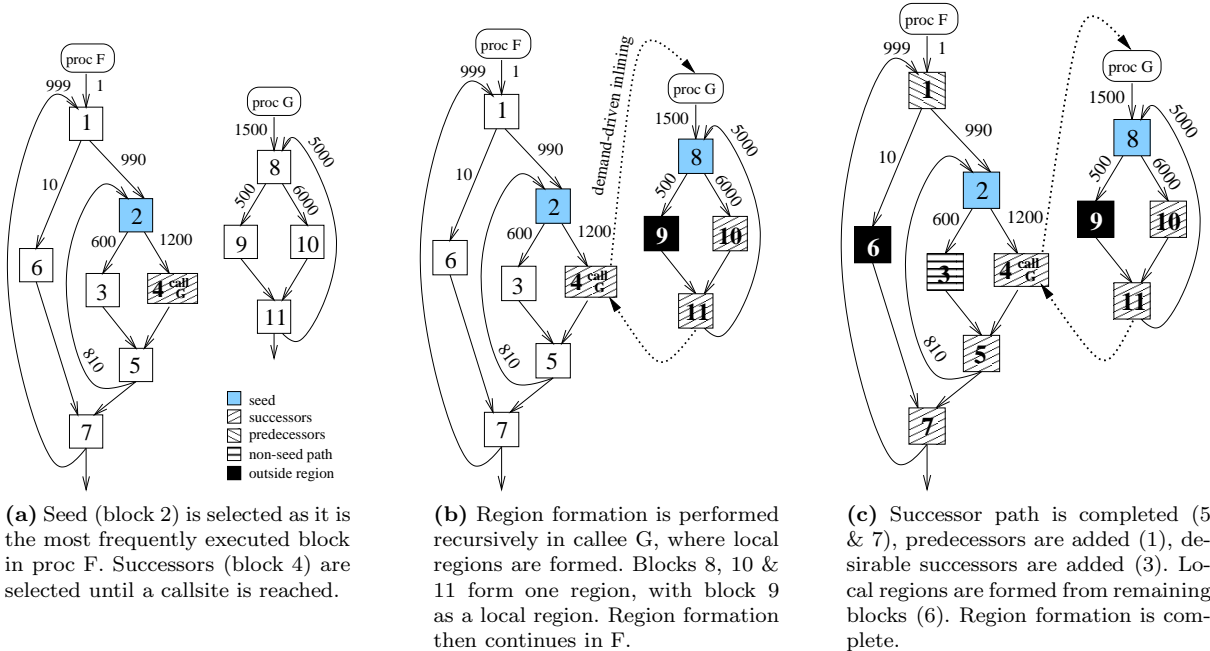 proc F
999
1
1
990
10
2
600
1200
6
3
4 call G
5
810
7
proc G
1500
5000
8
500
6000
9
10
11
seed
successors
predecessors
non-seed path
outside region
proc F
999
1
1
990
10
2
600
1200
6
3
4 call G
5
810
7
demand-driven inlining
proc G
1500
5000
8
500
6000
9
10
11
proc F
999
1
1
990
10
2
600
1200
6
3
4 call G
5
810
7
proc G
1500
5000
8
500
6000
9
10
11
(a) Seed (block 2) is selected as it is
the most frequently executed block
in proc F. Successors (block 4) are
selected until a callsite is reached.
(b) Region formation is performed
recursively in callee G, where local
regions are formed. Blocks 8, 10 &
11 form one region, with block 9
as a local region. Region formation
then continues in F.
(c) Successor path is completed (5
& 7), predecessors are added (1), de-
sirable successors are added (3). Lo-
cal regions are formed from remaining
blocks (6). Region formation is com-
plete.